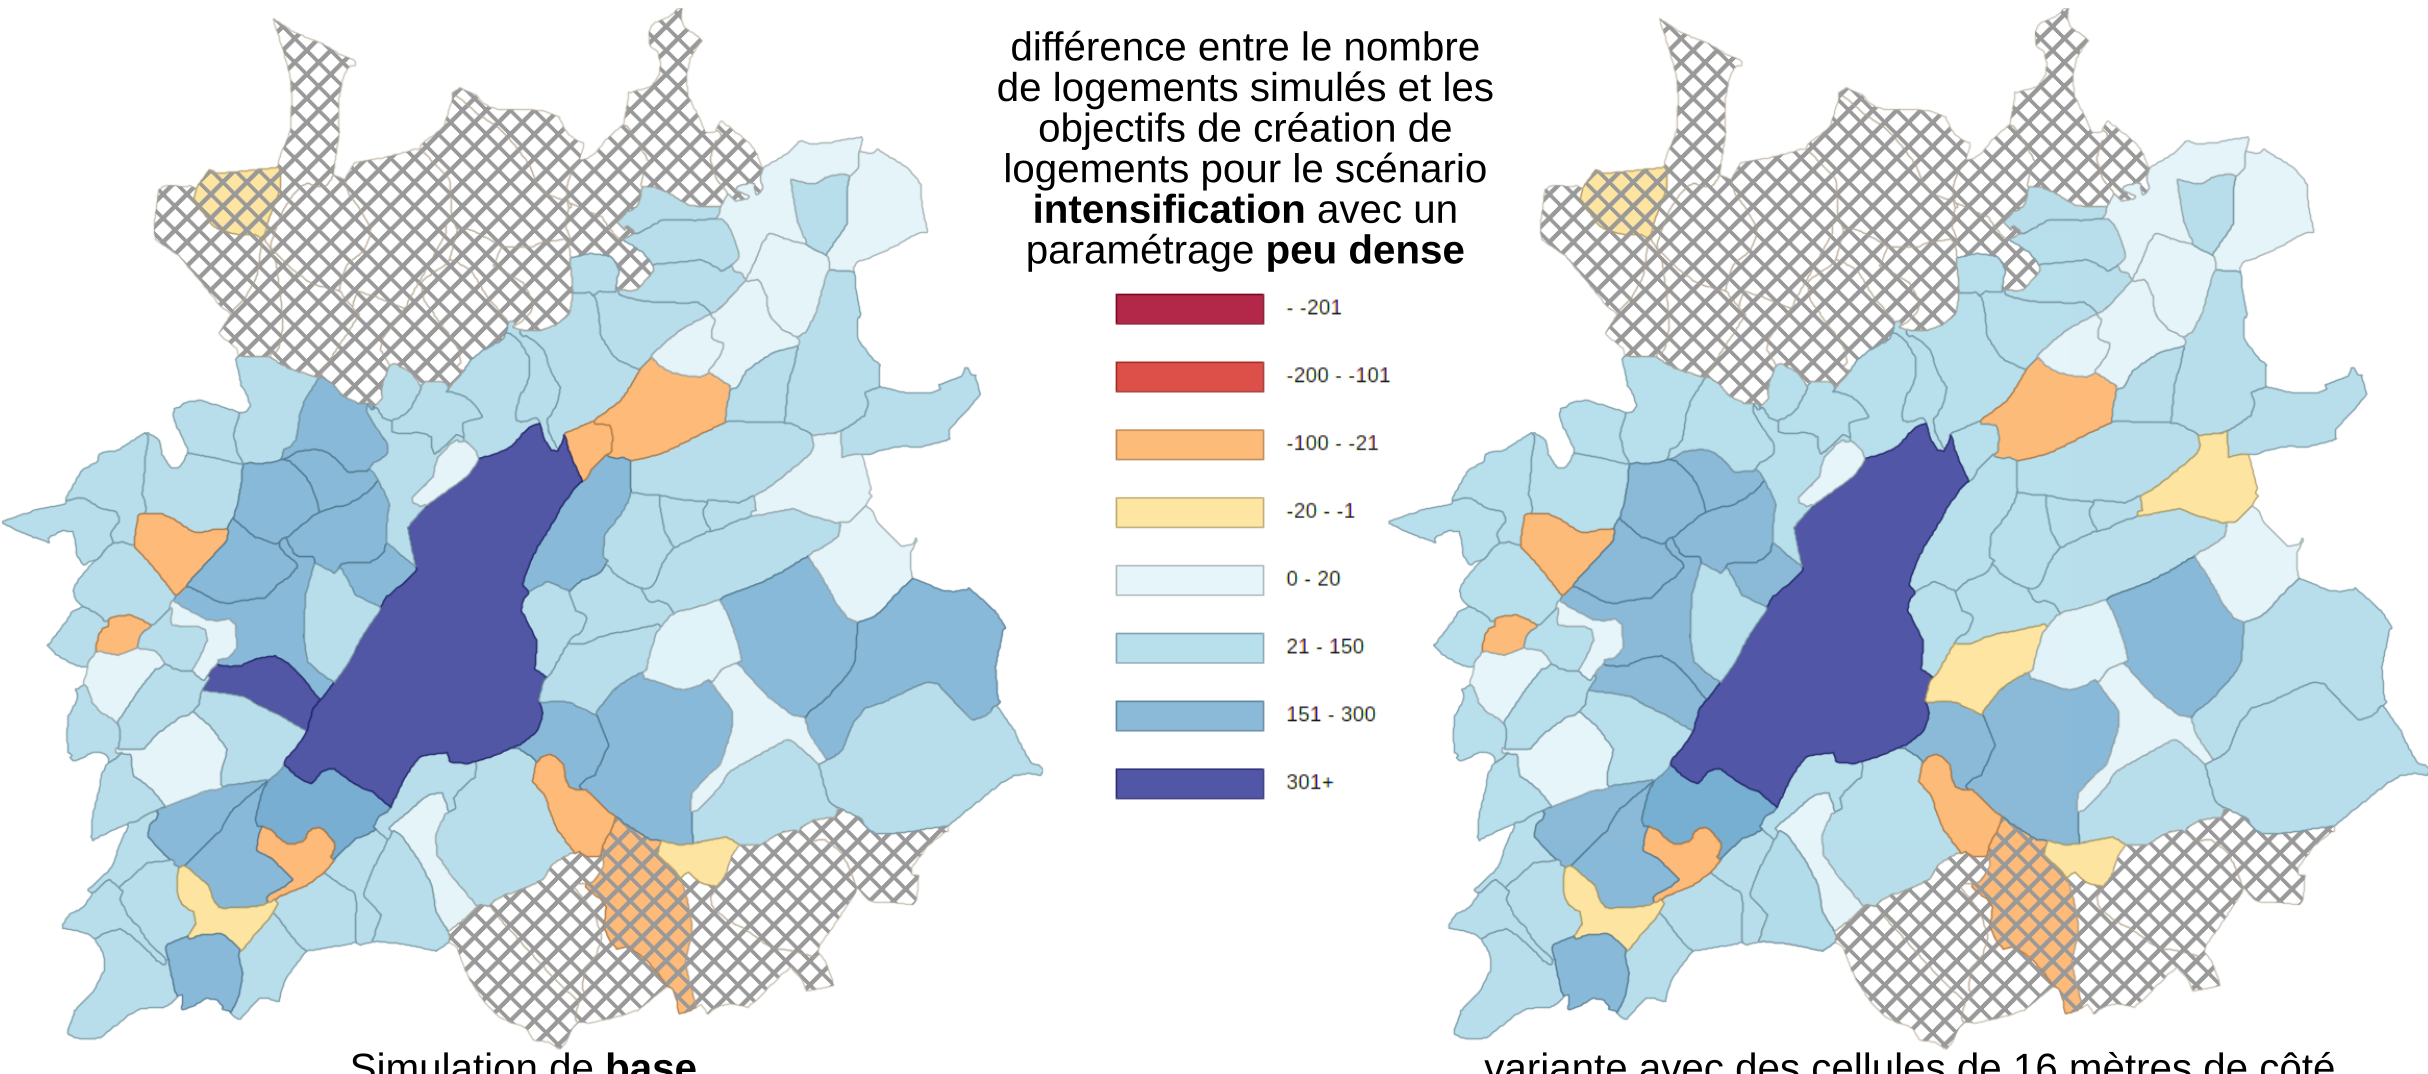 différence entre le nombre
de logements simulés et les
objectifs de création de
logements pour le scénario
intensification avec un
paramétrage peu dense
- -201
-200 - -101
-100 - -21
-20 - -1
0 - 20
21 - 150
151 - 300
301+
Simulation de base
variante avec des cellules de 16 mètres de côté